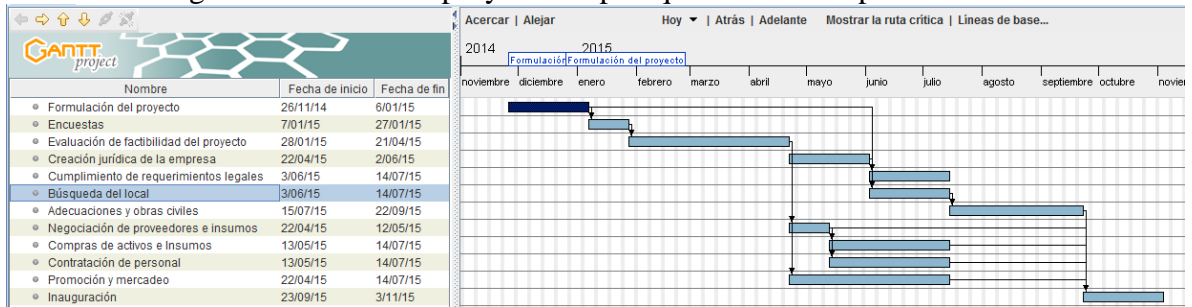 Acercar | Alejar Hoy ▼ | Atrás | Adelante Mostrar la ruta crítica | Líneas de base...
GANTT project
2014 2015
Formulación Formulación del proyecto
noviembre diciembre enero febrero marzo abril mayo junio julio agosto septiembre octubre
Nombre Fecha de inicio Fecha de fin
Formulación del proyecto 26/11/14 6/01/15
Encuestas 7/01/15 27/01/15
Evaluación de factibilidad del proyecto 28/01/15 21/04/15
Creación jurídica de la empresa 22/04/15 2/06/15
Cumplimiento de requerimientos legales 3/06/15 14/07/15
Búsqueda del local 3/06/15 14/07/15
Adecuaciones y obras civiles 15/07/15 22/09/15
Negociación de proveedores e insumos 22/04/15 12/05/15
Compras de activos e Insumos 13/05/15 14/07/15
Contratación de personal 13/05/15 14/07/15
Promoción y mercadeo 22/04/15 14/07/15
Inauguración 23/09/15 3/11/15